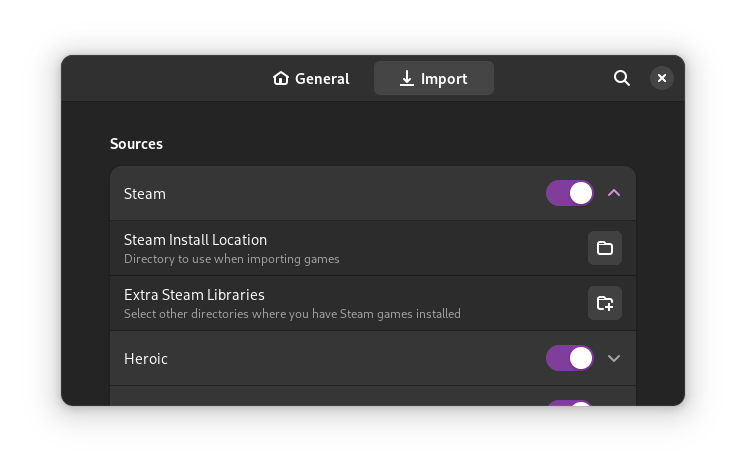 General
Import
Sources
Steam
Steam Install Location
Directory to use when importing games
Extra Steam Libraries
Select other directories where you have Steam games installed
Heroic